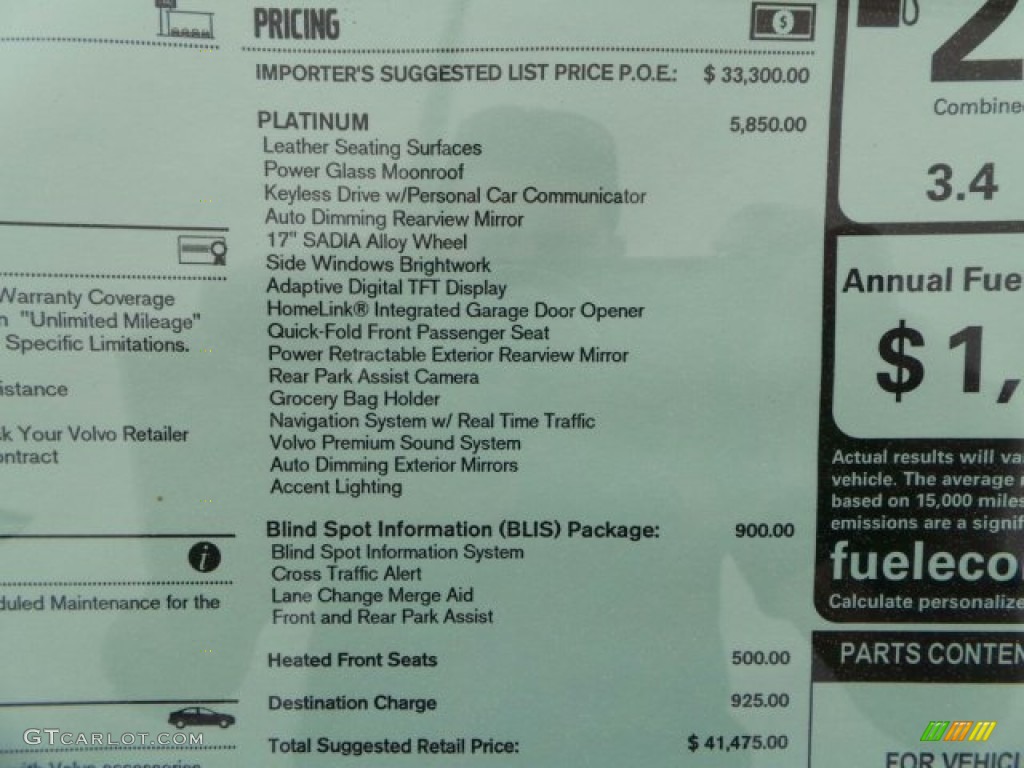 PRICING
IMPORTER'S SUGGESTED LIST PRICE P.O.E.: $ 33,300.00
PLATINUM 5,850.00
Leather Seating Surfaces
Power Glass Moonroof
Keyless Drive w/Personal Car Communicator
Auto Dimming Rearview Mirror
17" SADIA Alloy Wheel
Side Windows Brightwork
Adaptive Digital TFT Display
HomeLink® Integrated Garage Door Opener
Quick-Fold Front Passenger Seat
Power Retractable Exterior Rearview Mirror
Rear Park Assist Camera
Grocery Bag Holder
Navigation System w/ Real Time Traffic
Volvo Premium Sound System
Auto Dimming Exterior Mirrors
Accent Lighting
Blind Spot Information (BLIS) Package: 900.00
Blind Spot Information System
Cross Traffic Alert
Lane Change Merge Aid
Front and Rear Park Assist
Heated Front Seats 500.00
Destination Charge 925.00
Total Suggested Retail Price: $ 41,475.00
Warranty Coverage
"Unlimited Mileage"
Specific Limitations.
istance
k Your Volvo Retailer
ontract
duled Maintenance for the
GTCARLOT.COM
2
Combine
3.4
Annual Fue
$1,
Actual results will va
vehicle. The average
based on 15,000 miles
emissions are a signif
fueleco
Calculate personalize
PARTS CONTEN
FOR VEHICL